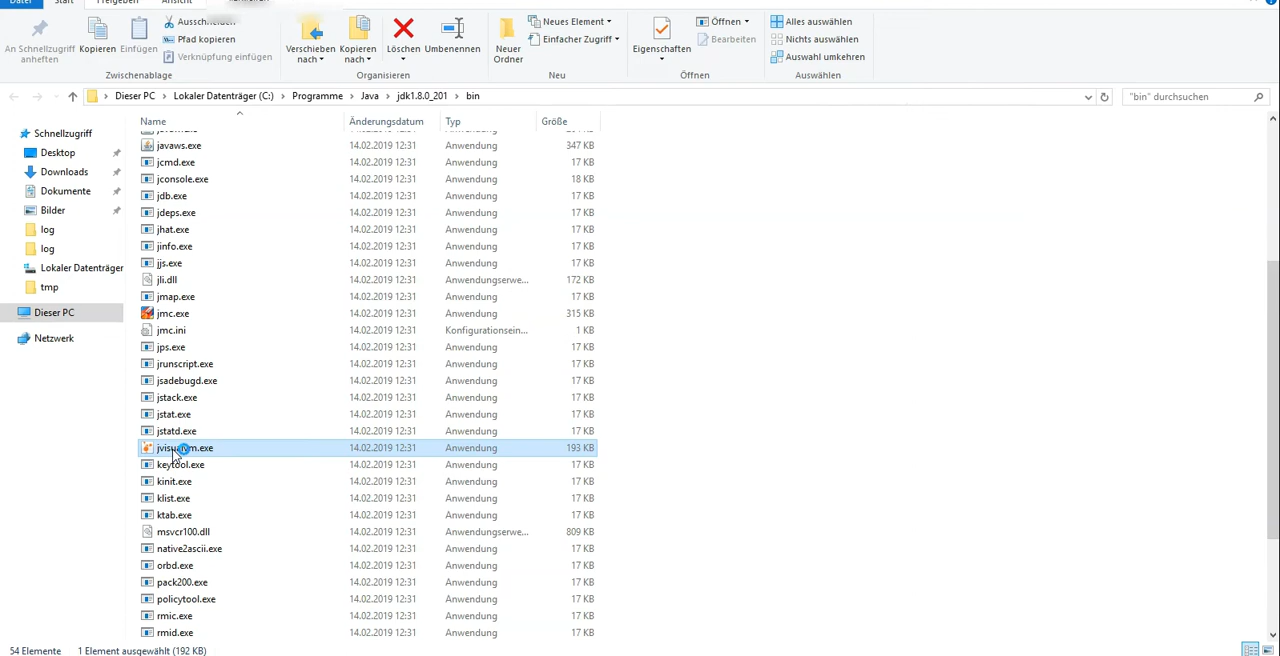 Datei Start Freigeben Ansicht
An Schnellzugriff anheften
Kopieren
Einfügen
Ausschneiden
Pfad kopieren
Verknüpfung einfügen
Zwischenablage
Verschieben nach
Kopieren nach
Löschen
Umbenennen
Organisieren
Neuer Ordner
Neues Element
Einfacher Zugriff
Neu
Eigenschaften
Öffnen
Bearbeiten
Öffnen
Alles auswählen
Nichts auswählen
Auswahl umkehren
Auswählen
Dieser PC > Lokaler Datenträger (C:) > Programme > Java > jdk1.8.0_201 > bin
"bin" durchsuchen
Schnellzugriff
Desktop
Downloads
Dokumente
Bilder
log
log
Lokaler Datenträger
tmp
Dieser PC
Netzwerk
Name Änderungsdatum Typ Größe
javaws.exe 14.02.2019 12:31 Anwendung 347 KB
jcmd.exe 14.02.2019 12:31 Anwendung 17 KB
jconsole.exe 14.02.2019 12:31 Anwendung 18 KB
jdb.exe 14.02.2019 12:31 Anwendung 17 KB
jdeps.exe 14.02.2019 12:31 Anwendung 17 KB
jhat.exe 14.02.2019 12:31 Anwendung 17 KB
jinfo.exe 14.02.2019 12:31 Anwendung 17 KB
jjs.exe 14.02.2019 12:31 Anwendung 17 KB
jli.dll 14.02.2019 12:31 Anwendungserwe... 172 KB
jmap.exe 14.02.2019 12:31 Anwendung 17 KB
jmc.exe 14.02.2019 12:31 Anwendung 315 KB
jmc.ini 14.02.2019 12:31 Konfigurationsein... 1 KB
jps.exe 14.02.2019 12:31 Anwendung 17 KB
jrunscript.exe 14.02.2019 12:31 Anwendung 17 KB
jsadebugd.exe 14.02.2019 12:31 Anwendung 17 KB
jstack.exe 14.02.2019 12:31 Anwendung 17 KB
jstat.exe 14.02.2019 12:31 Anwendung 17 KB
jstatd.exe 14.02.2019 12:31 Anwendung 17 KB
jvisualvm.exe 14.02.2019 12:31 Anwendung 193 KB
keytool.exe 14.02.2019 12:31 Anwendung 17 KB
kinit.exe 14.02.2019 12:31 Anwendung 17 KB
klist.exe 14.02.2019 12:31 Anwendung 17 KB
ktab.exe 14.02.2019 12:31 Anwendung 17 KB
msvcr100.dll 14.02.2019 12:31 Anwendungserwe... 809 KB
native2ascii.exe 14.02.2019 12:31 Anwendung 17 KB
orbd.exe 14.02.2019 12:31 Anwendung 17 KB
pack200.exe 14.02.2019 12:31 Anwendung 17 KB
policytool.exe 14.02.2019 12:31 Anwendung 17 KB
rmic.exe 14.02.2019 12:31 Anwendung 17 KB
rmid.exe 14.02.2019 12:31 Anwendung 17 KB
54 Elemente 1 Element ausgewählt (192 KB)